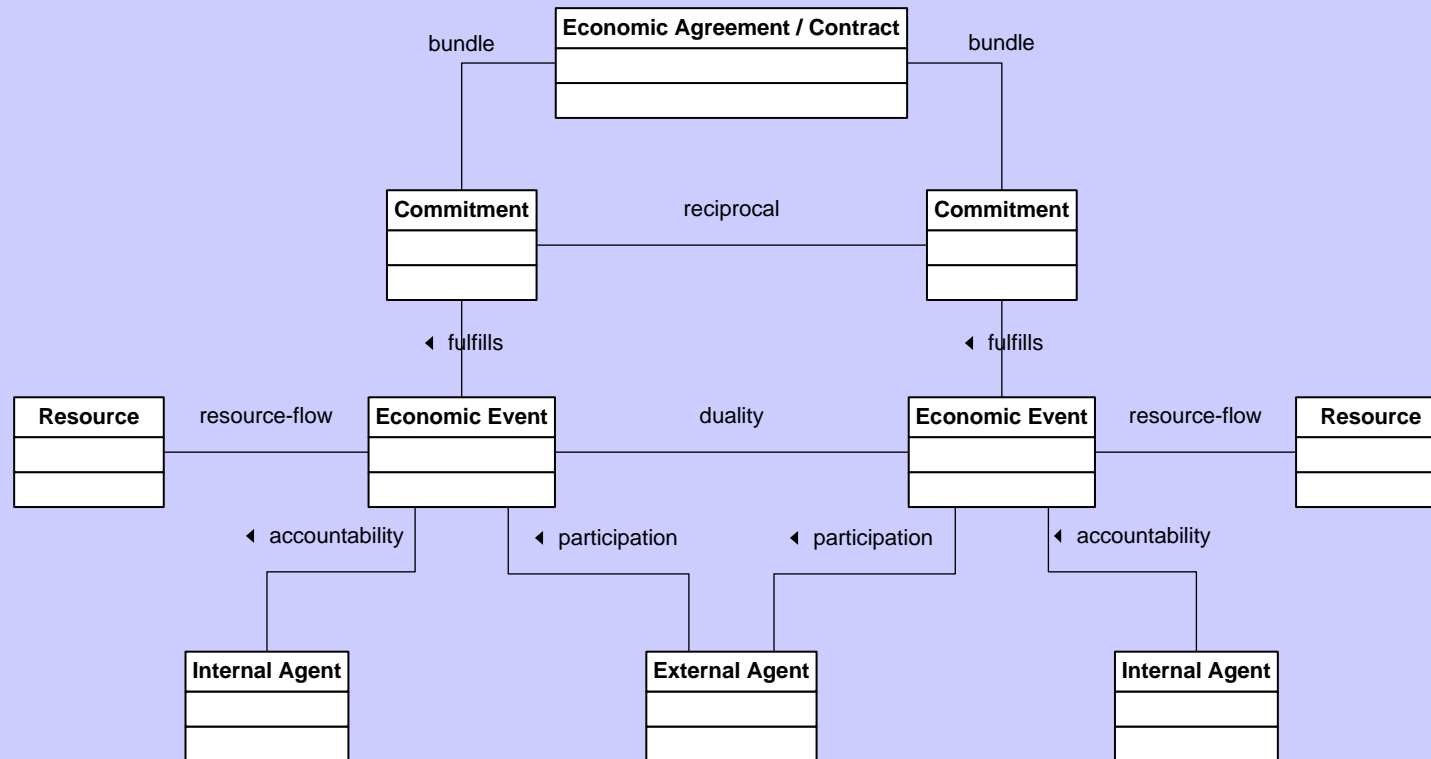 Economic Agreement / Contract
bundle
bundle
Commitment
reciprocal
Commitment
fulfills
fulfills
Resource
resource-flow
Economic Event
duality
Economic Event
resource-flow
Resource
accountability
participation
participation
accountability
Internal Agent
External Agent
Internal Agent